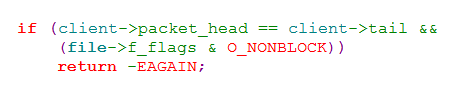 if (client->packet_head == client->tail &&
(file->f_flags & O_NONBLOCK))
return -EAGAIN;